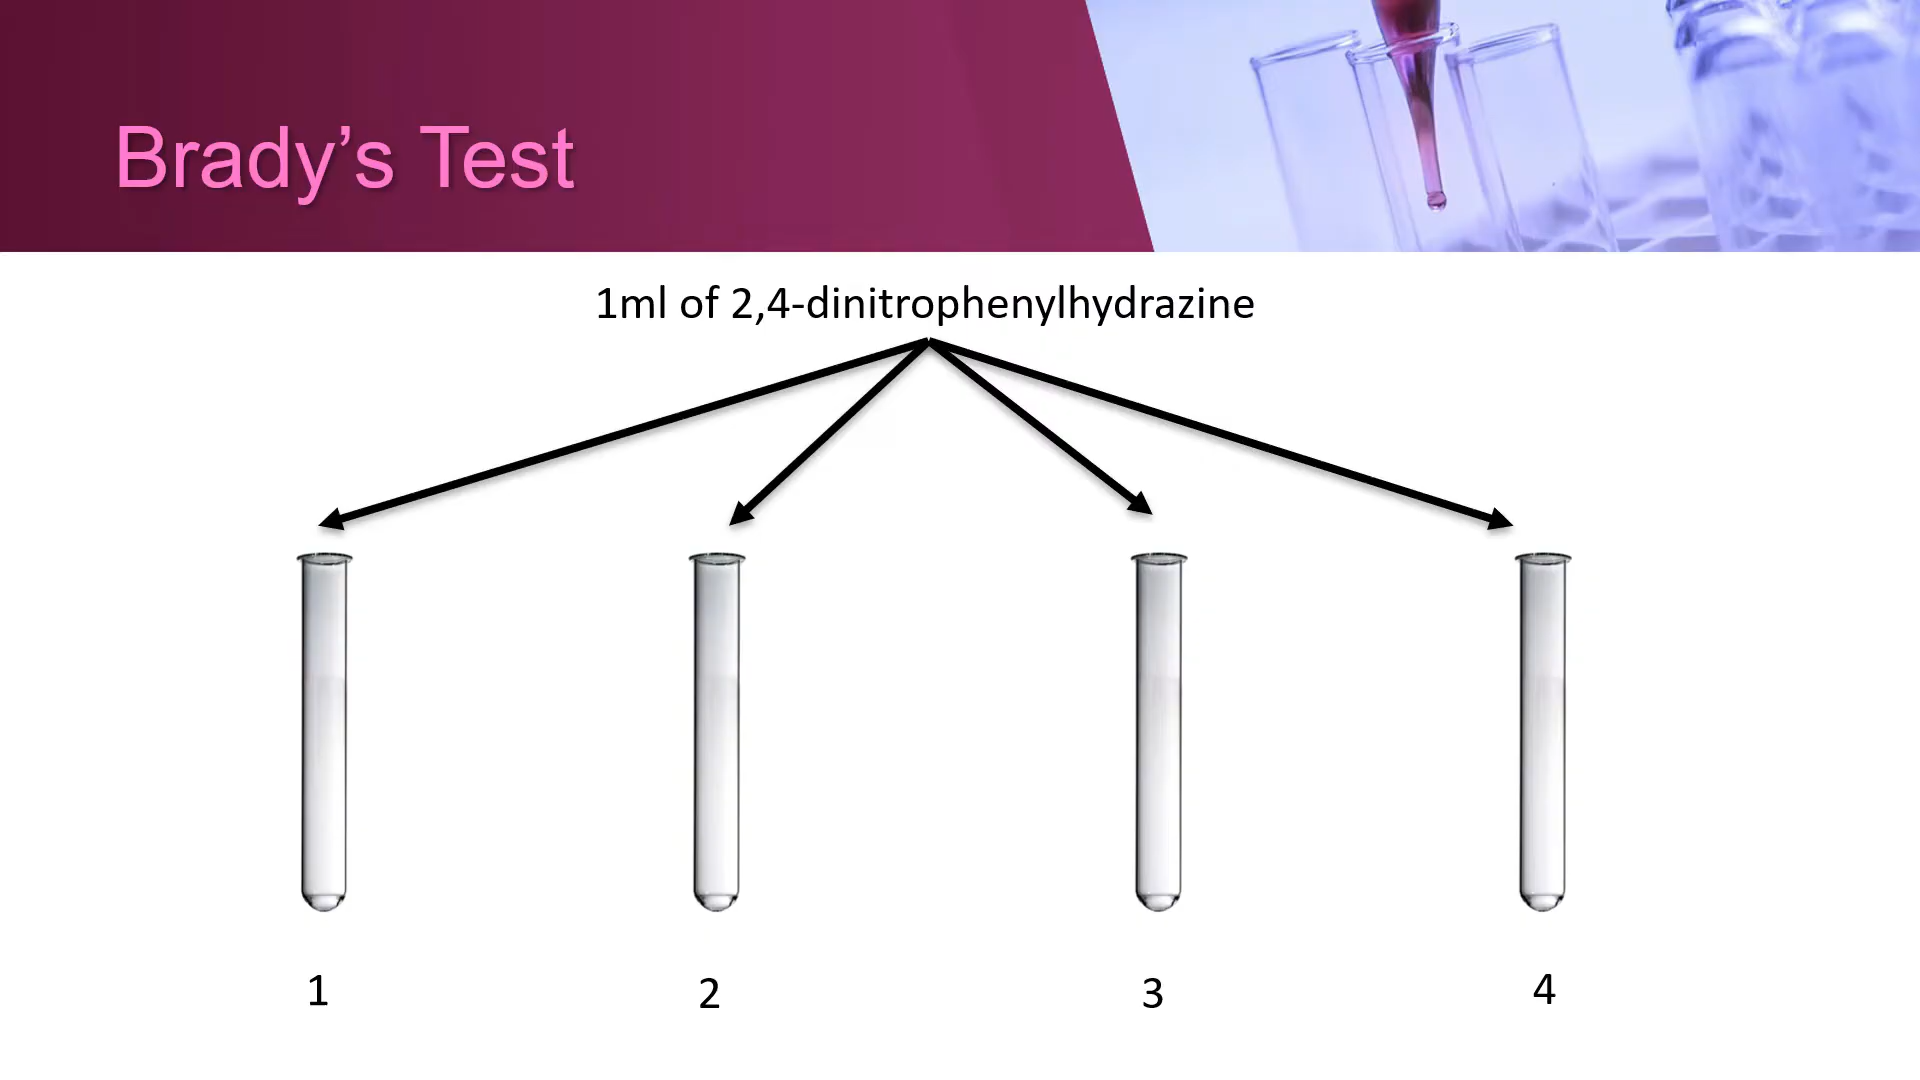 Brady’s Test
1ml of 2,4-dinitrophenylhydrazine
1
2
3
4